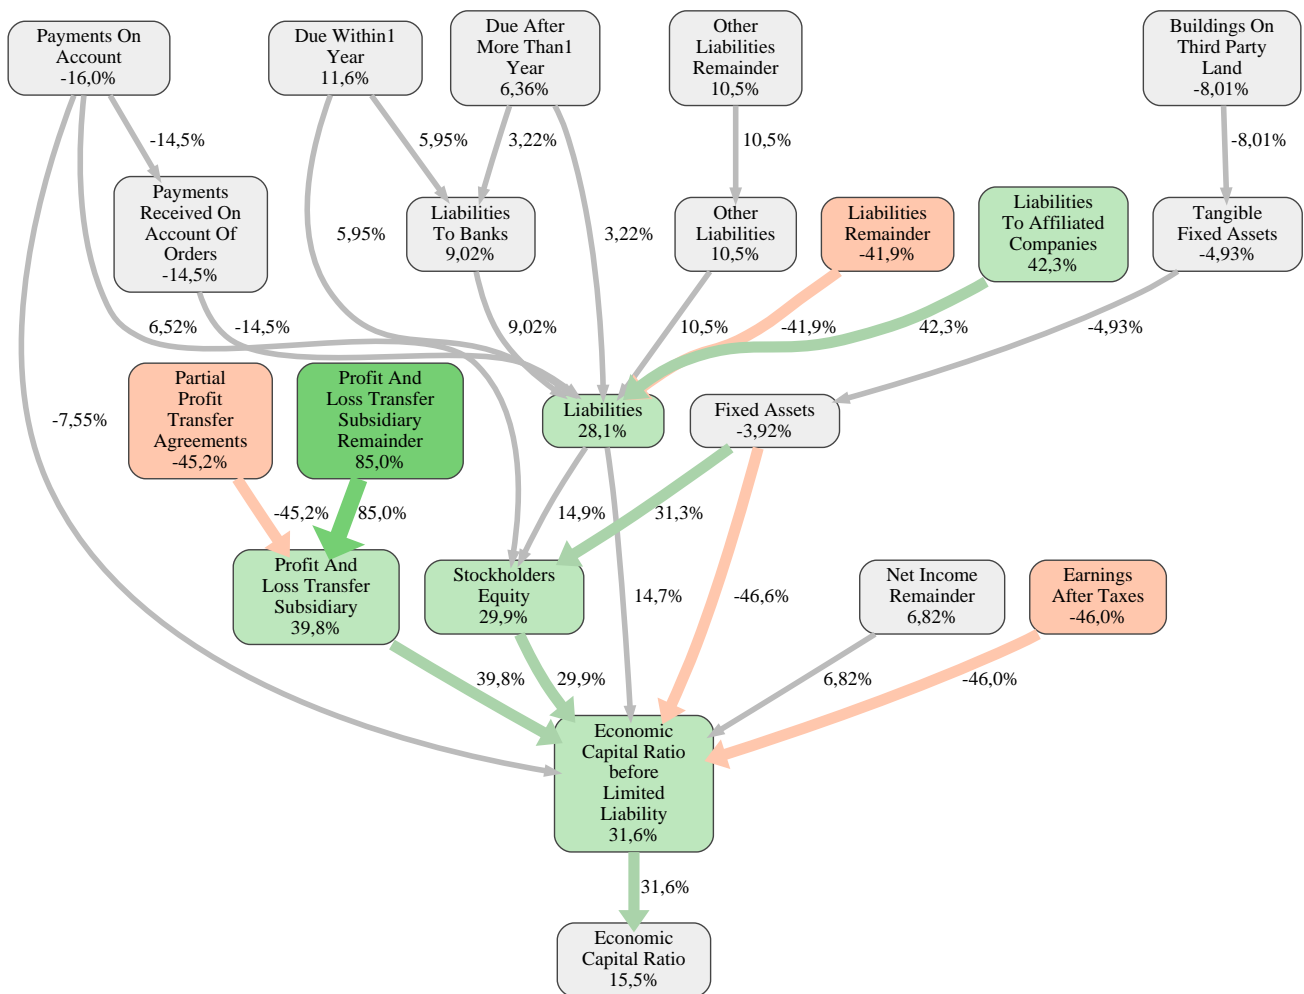 Payments On
Account
-16,0%
Due Within1
Year
11,6%
Due After
More Than1
Year
6,36%
Other
Liabilities
Remainder
10,5%
Buildings On
Third Party
Land
-8,01%
-14,5%
5,95%
3,22%
10,5%
-8,01%
Payments
Received On
Account Of
Orders
-14,5%
Liabilities
To Banks
9,02%
Other
Liabilities
10,5%
Liabilities
Remainder
-41,9%
Liabilities
To Affiliated
Companies
42,3%
Tangible
Fixed Assets
-4,93%
5,95%
3,22%
6,52%
-14,5%
9,02%
10,5%
-41,9%
42,3%
-4,93%
Partial
Profit
Transfer
Agreements
-45,2%
Profit And
Loss Transfer
Subsidiary
Remainder
85,0%
Liabilities
28,1%
Fixed Assets
-3,92%
-7,55%
-45,2%
85,0%
14,9%
31,3%
Profit And
Loss Transfer
Subsidiary
39,8%
Stockholders
Equity
29,9%
14,7%
-46,6%
Net Income
Remainder
6,82%
Earnings
After Taxes
-46,0%
39,8%
29,9%
6,82%
-46,0%
Economic
Capital Ratio
before
Limited
Liability
31,6%
31,6%
Economic
Capital Ratio
15,5%